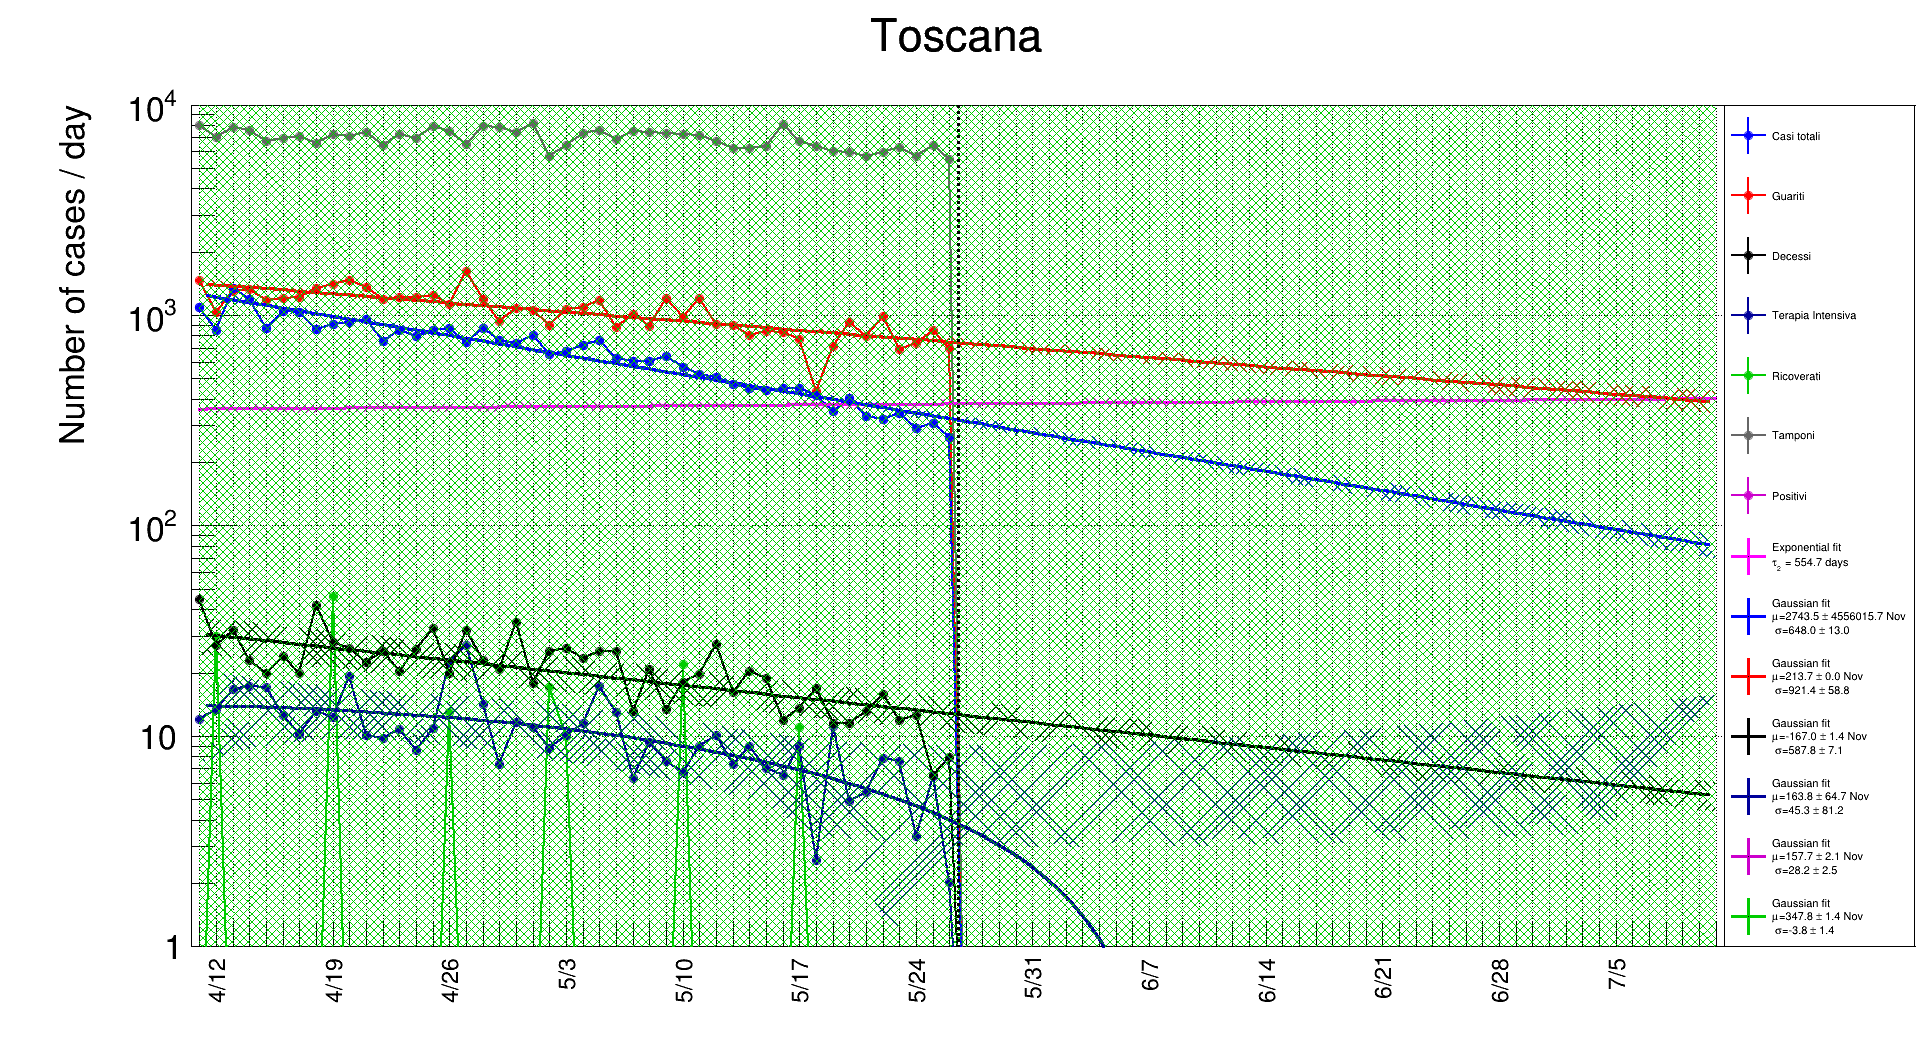 Toscana
Number of cases / day
10⁴
10³
10²
10
1
4/12
4/19
4/26
5/3
5/10
5/17
5/24
5/31
6/7
6/14
6/21
6/28
7/5
Casi totali
Guariti
Decessi
Terapia Intensiva
Ricoverati
Tamponi
Positivi
Exponential fit
τ₂ = 554.7 days
Gaussian fit
μ=2743.5 ± 4556015.7 Nov
σ=648.0 ± 13.0
Gaussian fit
μ=213.7 ± 0.0 Nov
σ=921.4 ± 58.8
Gaussian fit
μ=-167.0 ± 1.4 Nov
σ=587.8 ± 7.1
Gaussian fit
μ=163.8 ± 64.7 Nov
σ=45.3 ± 81.2
Gaussian fit
μ=157.7 ± 2.1 Nov
σ=28.2 ± 2.5
Gaussian fit
μ=347.8 ± 1.4 Nov
σ=-3.8 ± 1.4